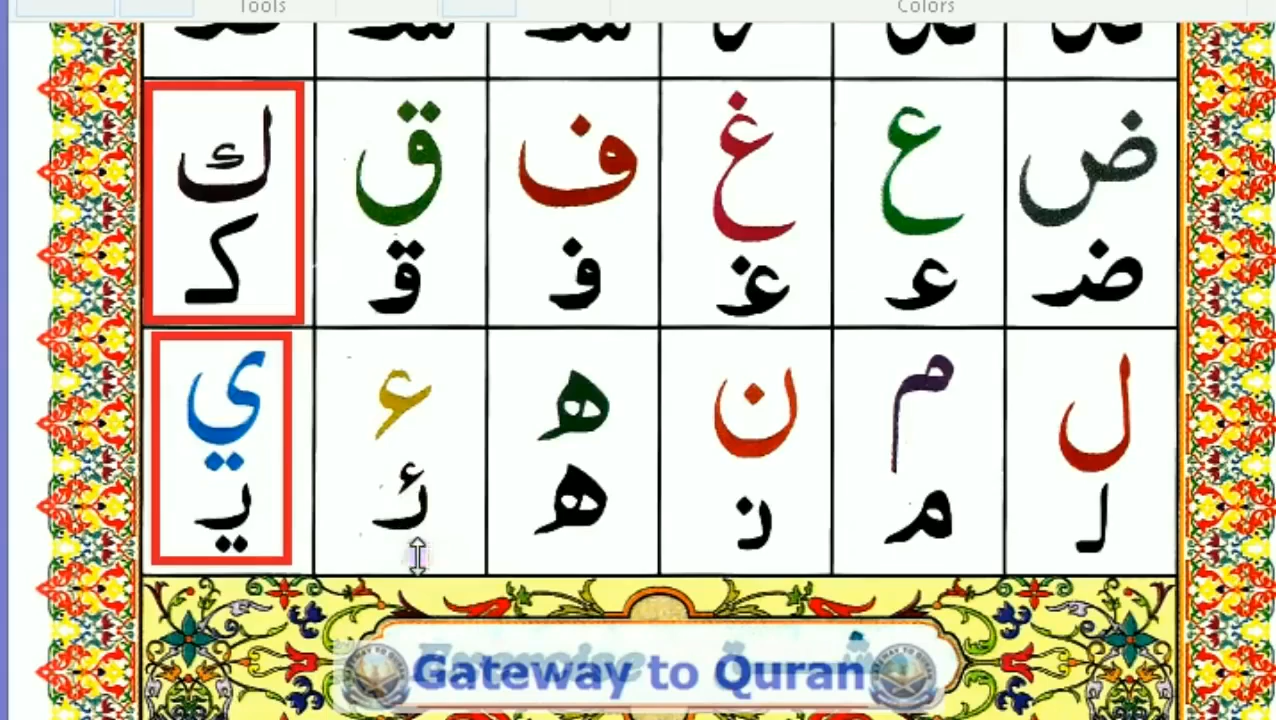 Tools Colors
ض ع غ ف ق ك
ضـ عـ غـ فـ قـ كـ
ل م ن ه ء ي
لـ مـ نـ هـ ئـ يـ
Gateway to Quran